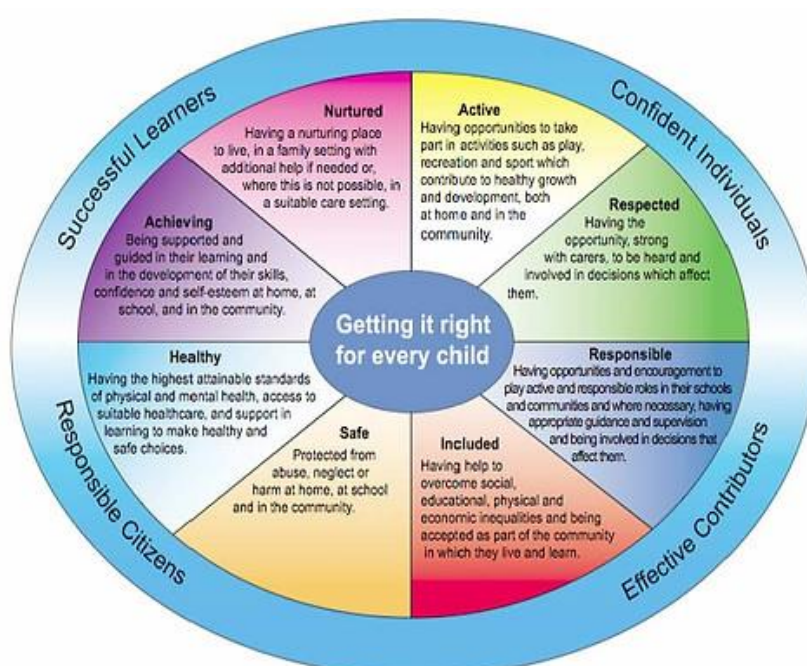 Successful Learners
Confident Individuals
Nurtured
Having a nurturing place
to live, in a family setting with
additional help if needed or,
where this is not possible, in
a suitable care setting.
Active
Having opportunities to take
part in activities such as play,
recreation and sport which
contribute to healthy growth
and development, both
at home and in the
community.
Achieving
Being supported and
guided in their learning and
in the development of their skills,
confidence and self-esteem at home, at
school, and in the community.
Respected
Having the
opportunity, strong
with carers, to be heard and
involved in decisions which affect
them.
Getting it right
for every child
Healthy
Having the highest attainable standards
of physical and mental health, access to
suitable healthcare, and support in
learning to make healthy and
safe choices.
Responsible
Having opportunities and encouragement to
play active and responsible roles in their schools
and communities and where necessary, having
appropriate guidance and supervision
and being involved in decisions that
affect them.
Safe
Protected from
abuse, neglect or
harm at home, at school
and in the community.
Included
Having help to
overcome social,
educational, physical and
economic inequalities and being
accepted as part of the community
in which they live and learn.
Responsible Citizens
Effective Contributors